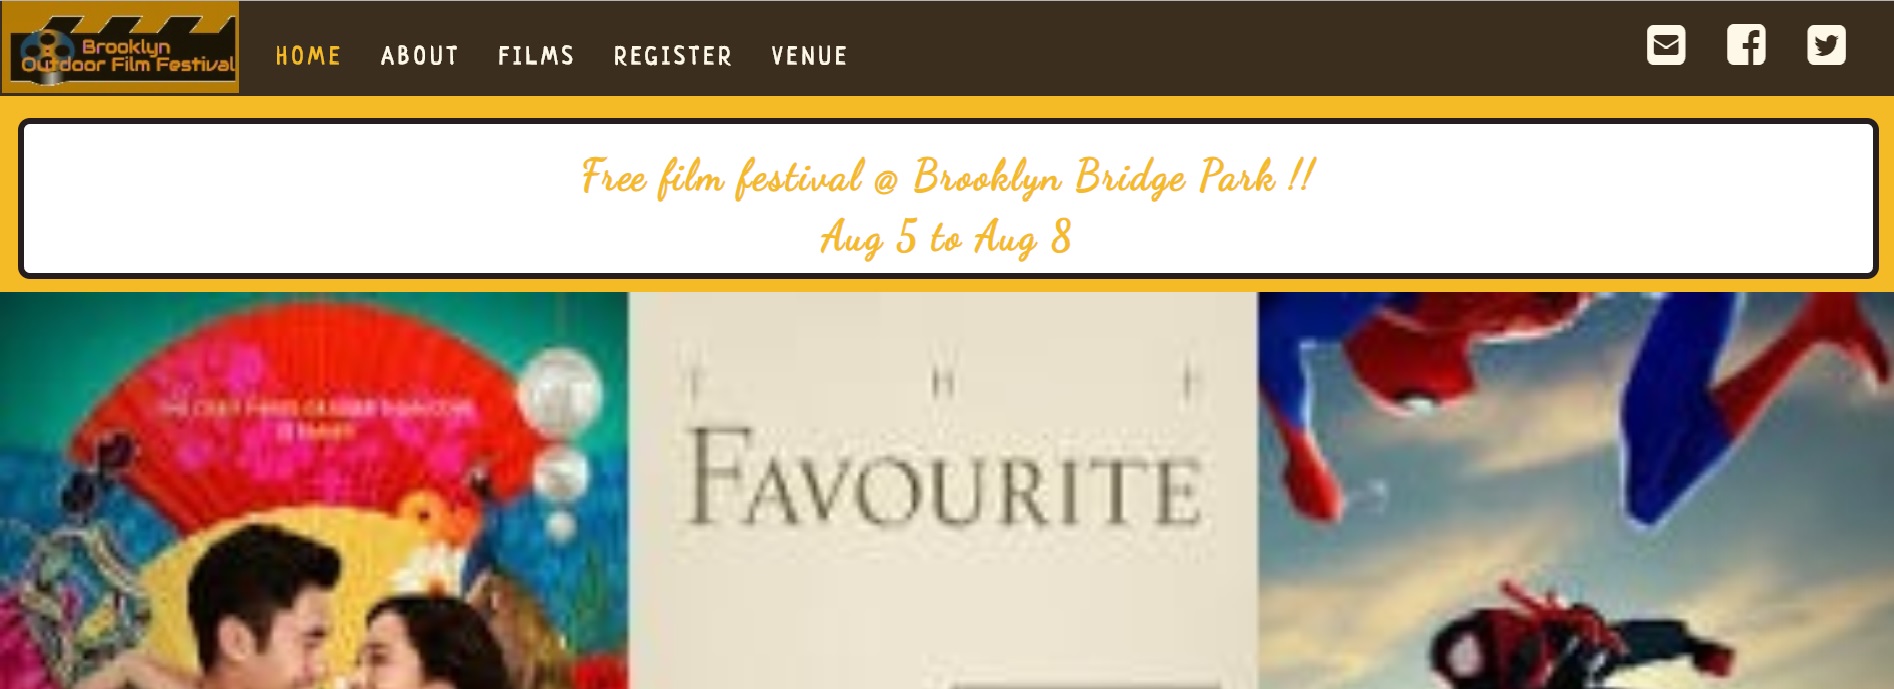 Brooklyn
Outdoor Film Festival
HOME ABOUT FILMS REGISTER VENUE
Free film festival @ Brooklyn Bridge Park !!
Aug 5 to Aug 8
THE
FAVOURITE